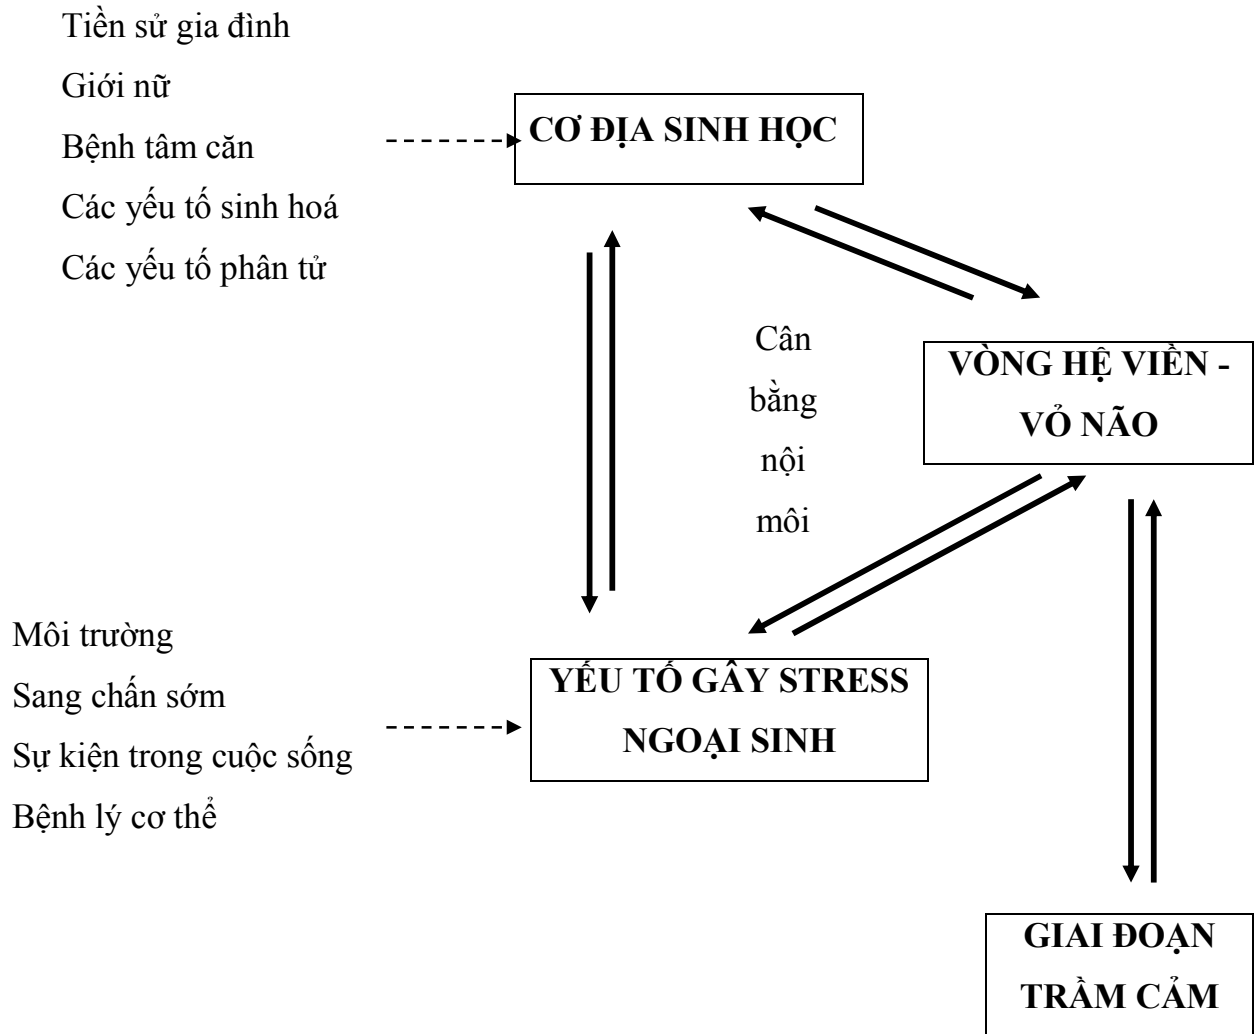 Tiền sử gia đình
Giới nữ
Bệnh tâm căn
Các yếu tố sinh hoá
Các yếu tố phân tử
CƠ ĐỊA SINH HỌC
Cân
bằng
nội
môi
VÒNG HỆ VIỀN -
VỎ NÃO
Môi trường
Sang chấn sớm
Sự kiện trong cuộc sống
Bệnh lý cơ thể
YẾU TỐ GÂY STRESS
NGOẠI SINH
GIAI ĐOẠN
TRẦM CẢM